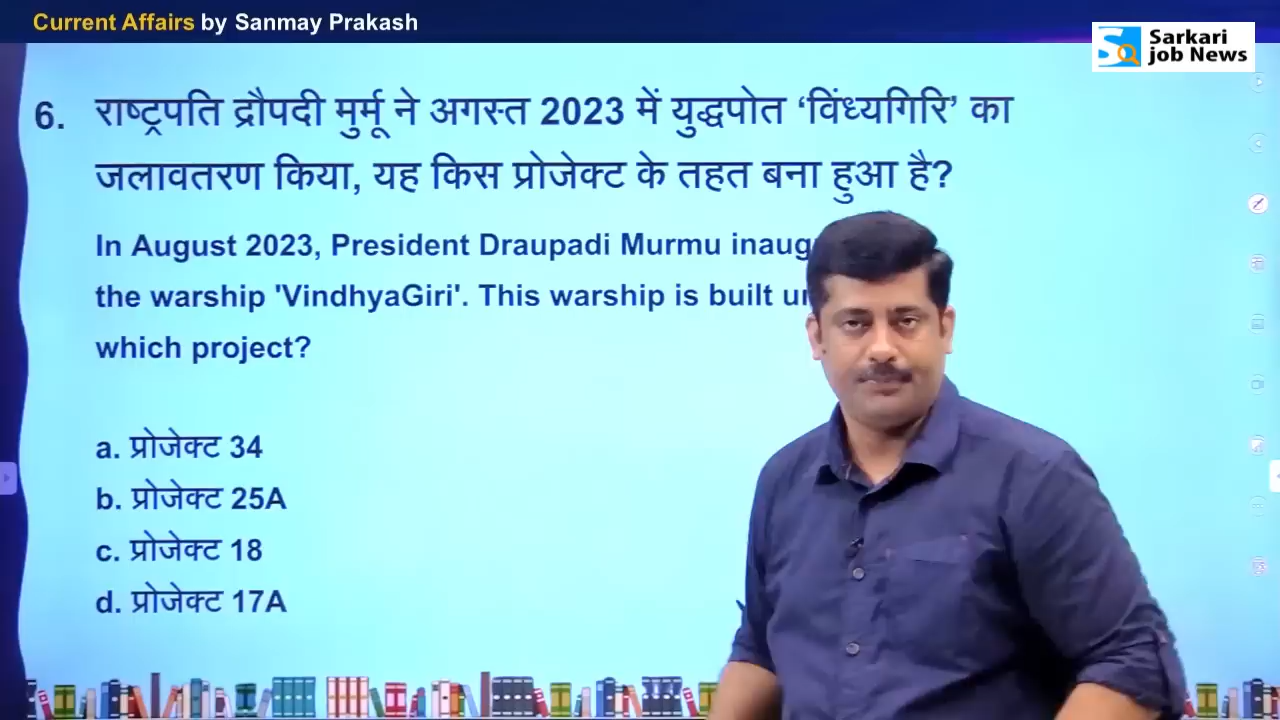 Current Affairs by Sanmay Prakash
Sarkari
Job News
6. राष्ट्रपति द्रौपदी मुर्मू ने अगस्त 2023 में युद्धपोत ‘विंध्यगिरि’ का
जलावतरण किया, यह किस प्रोजेक्ट के तहत बना हुआ है?
In August 2023, President Draupadi Murmu
the warship 'VindhyaGiri'. This warship is built
which project?
a. प्रोजेक्ट 34
b. प्रोजेक्ट 25A
c. प्रोजेक्ट 18
d. प्रोजेक्ट 17A